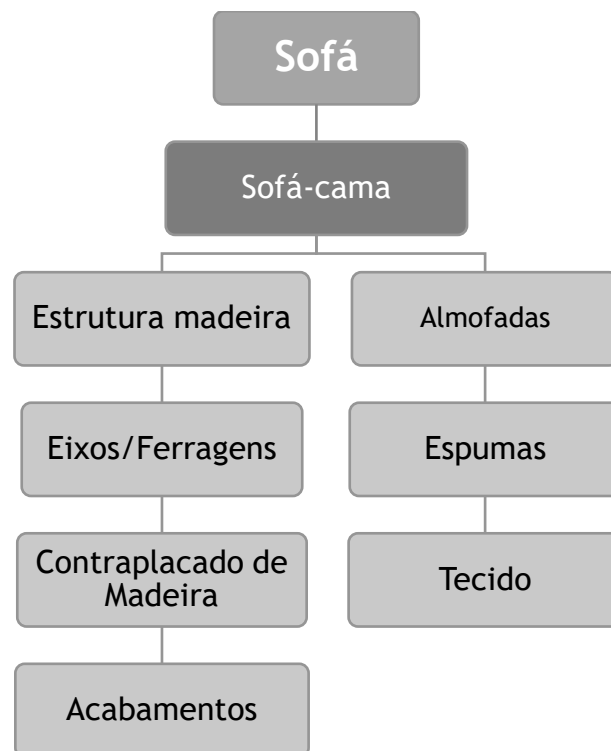 Sofá
Sofá-cama
Estrutura madeira
Eixos/Ferragens
Contraplacado de
Madeira
Acabamentos
Almofadas
Espumas
Tecido